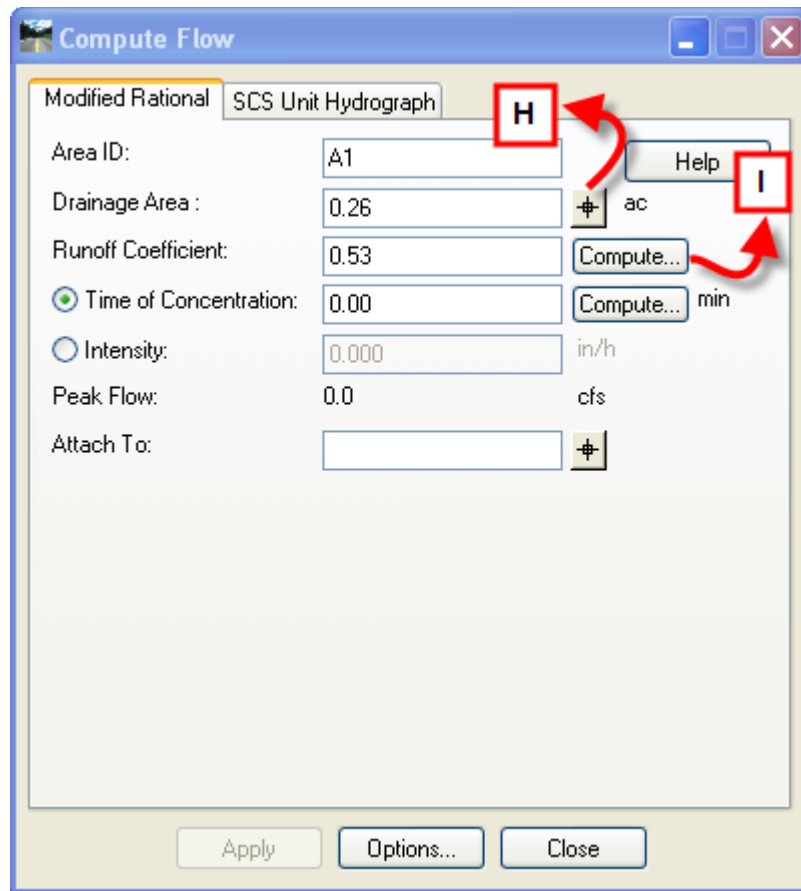 Compute Flow
Modified Rational
SCS Unit Hydrograph
H
Area ID:
A1
Help
I
Drainage Area :
0.26
ac
Runoff Coefficient:
0.53
Compute...
Time of Concentration:
0.00
Compute...
min
Intensity:
0.000
in/h
Peak Flow:
0.0
cfs
Attach To:
Apply
Options...
Close